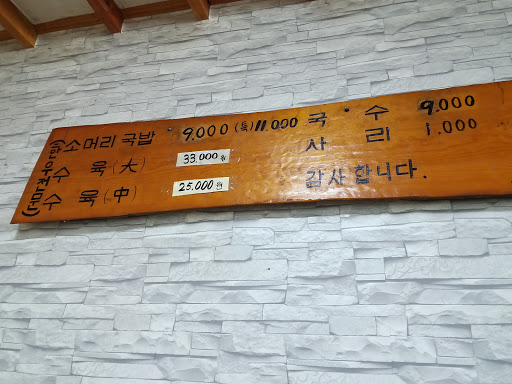 소머리 국밥 9.000 (특) 11.000
수 육 (大) 33.000원
수 육 (中) 25.000원
국 수 9.000
사 리 1.000
감사합니다.